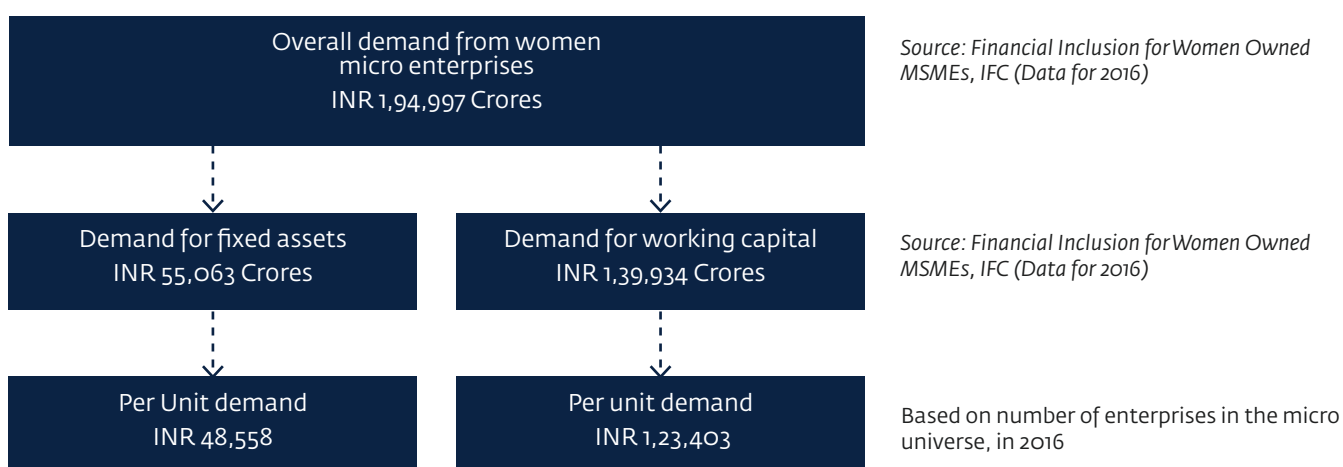 Overall demand from women
micro enterprises
INR 1,94,997 Crores
Source: Financial Inclusion for Women Owned
MSMEs, IFC (Data for 2016)
Demand for fixed assets
INR 55,063 Crores
Demand for working capital
INR 1,39,934 Crores
Source: Financial Inclusion for Women Owned
MSMEs, IFC (Data for 2016)
Per Unit demand
INR 48,558
Per unit demand
INR 1,23,403
Based on number of enterprises in the micro
universe, in 2016